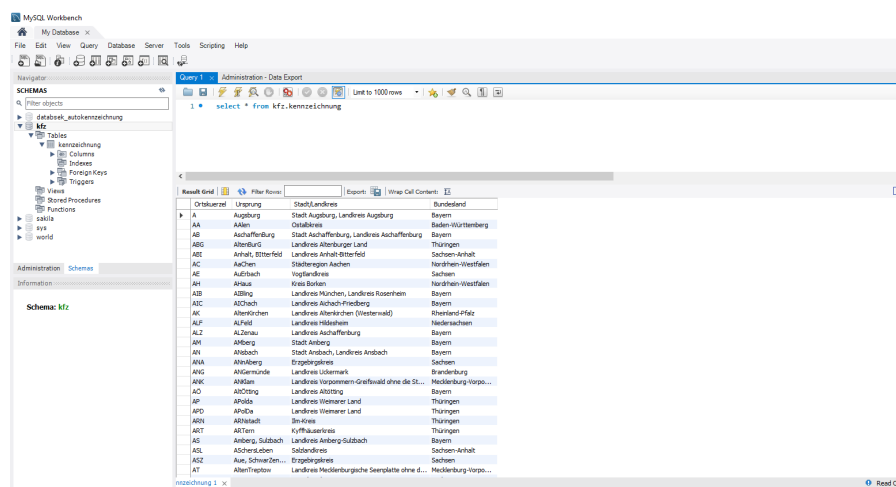 MySQL Workbench
My Database ×
File Edit View Query Database Server Tools Scripting Help
Navigator
SCHEMAS
Filter objects
databsek_autokennzeichnung
kfz
Tables
kennzeichnung
Columns
Indexes
Foreign Keys
Triggers
Views
Stored Procedures
Functions
sakila
sys
world
Administration Schemas
Information
Schema: kfz
Query 1 × Administration - Data Export
Limit to 1000 rows
1 select * from kfz.kennzeichnung
Result Grid Filter Rows: Export: Wrap Cell Content:
Ortskuerzel Ursprung Stadt/Landkreis Bundesland
A Augsburg Stadt Augsburg, Landkreis Augsburg Bayern
AA AAlen Ostalbkreis Baden-Württemberg
AB AschaffenBurg Stadt Aschaffenburg, Landkreis Aschaffenburg Bayern
ABG AltenBurG Landkreis Altenburger Land Thüringen
ABI Anhalt, BItterfeld Landkreis Anhalt-Bitterfeld Sachsen-Anhalt
AC AaChen Städteregion Aachen Nordrhein-Westfalen
AE AuErbach Vogtlandkreis Sachsen
AH AHaus Kreis Borken Nordrhein-Westfalen
AIB AIBling Landkreis München, Landkreis Rosenheim Bayern
AIC AIChach Landkreis Aichach-Friedberg Bayern
AK AltenKirchen Landkreis Altenkirchen (Westerwald) Rheinland-Pfalz
ALF ALFeld Landkreis Hildesheim Niedersachsen
ALZ ALZenau Landkreis Aschaffenburg Bayern
AM AMberg Stadt Amberg Bayern
AN ANsbach Stadt Ansbach, Landkreis Ansbach Bayern
ANA ANnAberg Erzgebirgskreis Sachsen
ANG ANGermünde Landkreis Uckermark Brandenburg
ANK ANKlam Landkreis Vorpommern-Greifswald ohne die St... Mecklenburg-Vorpo...
AÖ AltÖtting Landkreis Altötting Bayern
AP APolda Landkreis Weimarer Land Thüringen
APD APolDa Landkreis Weimarer Land Thüringen
ARN ARNstadt Ilm-Kreis Thüringen
ART ARTern Kyffhäuserkreis Thüringen
AS Amberg, Sulzbach Landkreis Amberg-Sulzbach Bayern
ASL ASchersLeben Salzlandkreis Sachsen-Anhalt
ASZ Aue, SchwarZen... Erzgebirgskreis Sachsen
AT AltenTreptow Landkreis Mecklenburgische Seenplatte ohne d... Mecklenburg-Vorpo...
nnzeichnung 1 ×
Read